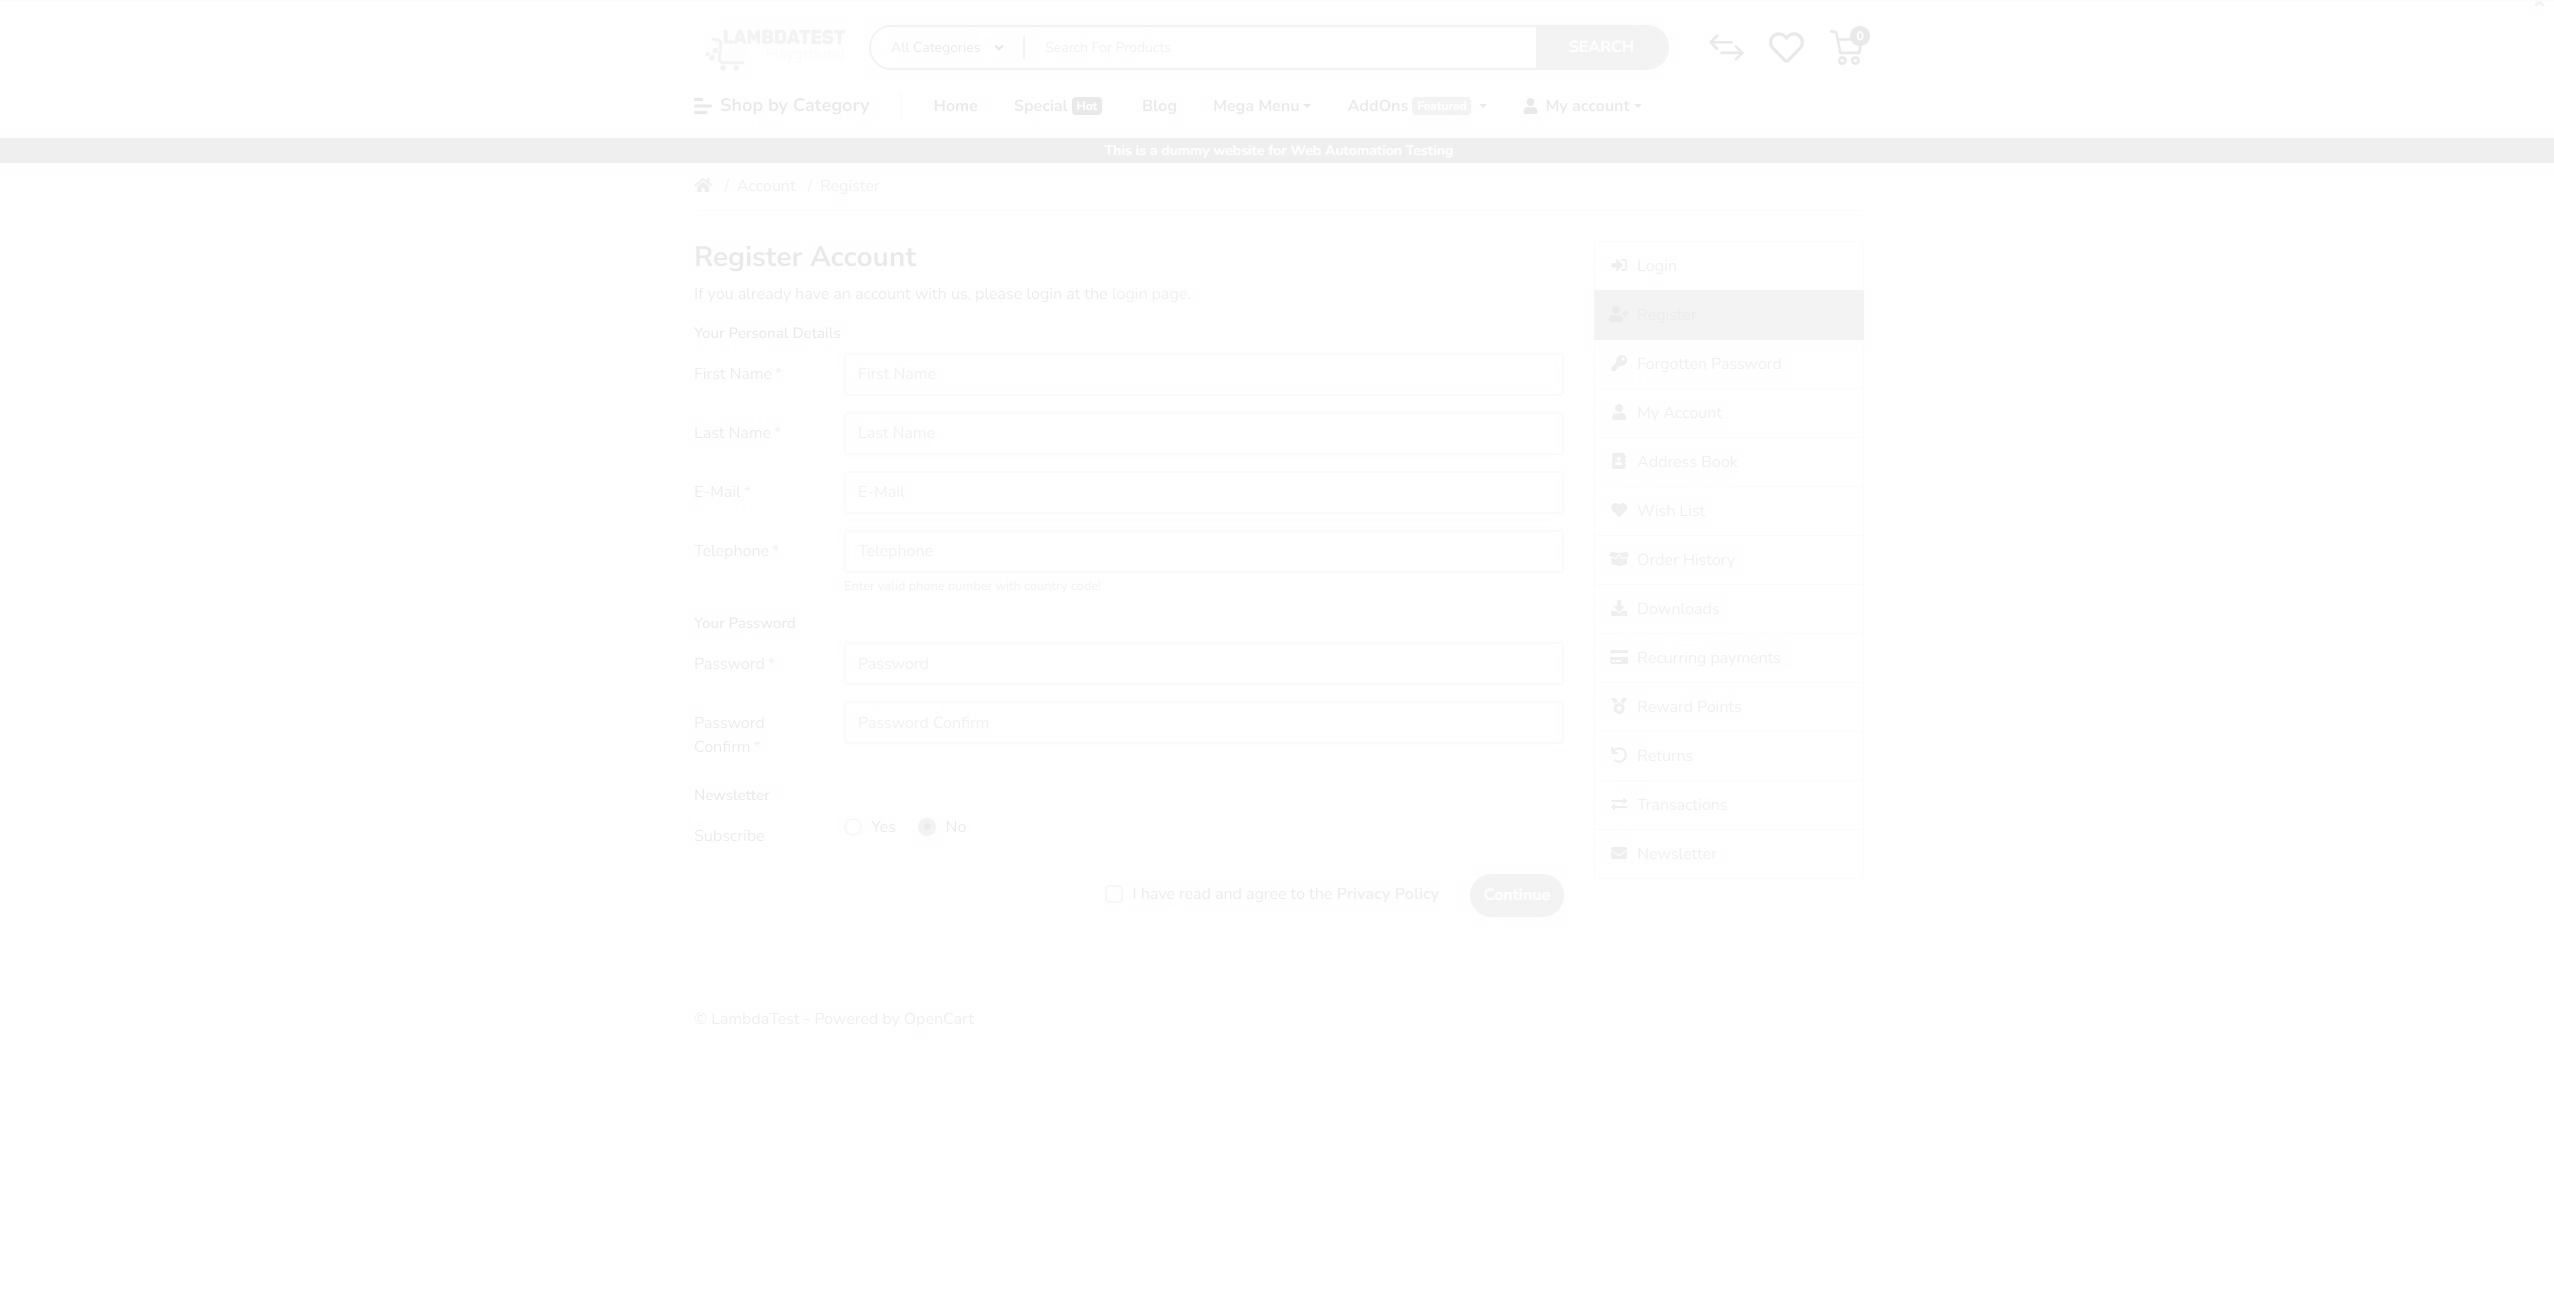 LAMBDATEST
All Categories
Search For Products
SEARCH
0
Shop by Category
Home
Special Hot
Blog
Mega Menu
AddOns Featured
My account
This is a dummy website for Web Automation Testing
/ Account / Register
Register Account
If you already have an account with us, please login at the login page.
Your Personal Details
First Name *
First Name
Last Name *
Last Name
E-Mail *
E-Mail
Telephone *
Telephone
Enter valid phone number with country code!
Your Password
Password *
Password
Password
Confirm *
Password Confirm
Newsletter
Subscribe
Yes
No
I have read and agree to the Privacy Policy
Continue
Login
Register
Forgotten Password
My Account
Address Book
Wish List
Order History
Downloads
Recurring payments
Reward Points
Returns
Transactions
Newsletter
© LambdaTest - Powered by OpenCart